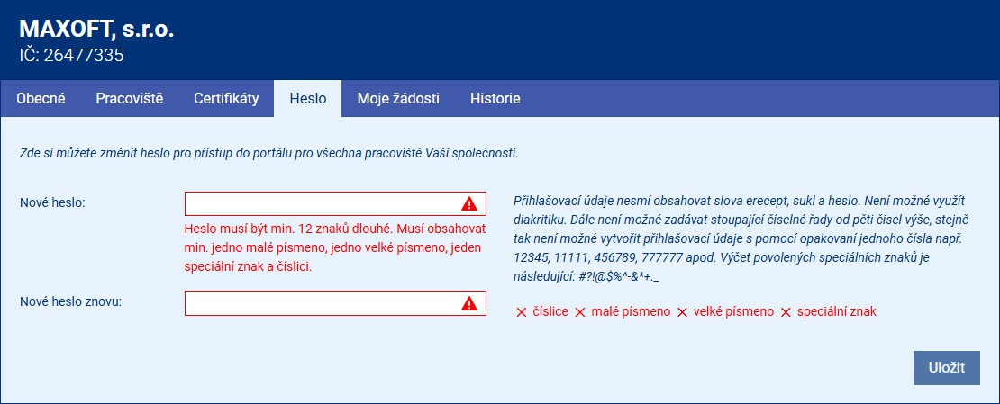 MAXOFT, s.r.o.
IČ: 26477335
Obecné Pracoviště Certifikáty Heslo Moje žádosti Historie
Zde si můžete změnit heslo pro přístup do portálu pro všechna pracoviště Vaší společnosti.
Nové heslo:
Heslo musí být min. 12 znaků dlouhé. Musí obsahovat
min. jedno malé písmeno, jedno velké písmeno, jeden
speciální znak a číslici.
Nové heslo znovu:
Přihlašovací údaje nesmí obsahovat slova erecept, sukl a heslo. Není možné využít
diakritiku. Dále není možné zadávat stoupající číselné řady od pěti čísel výše, stejně
tak není možné vytvořit přihlašovací údaje s pomocí opakovaní jednoho čísla např.
12345, 11111, 456789, 777777 apod. Výčet povolených speciálních znaků je
následující: #?!@$%^-&*+._
číslice malé písmeno velké písmeno speciální znak
Uložit